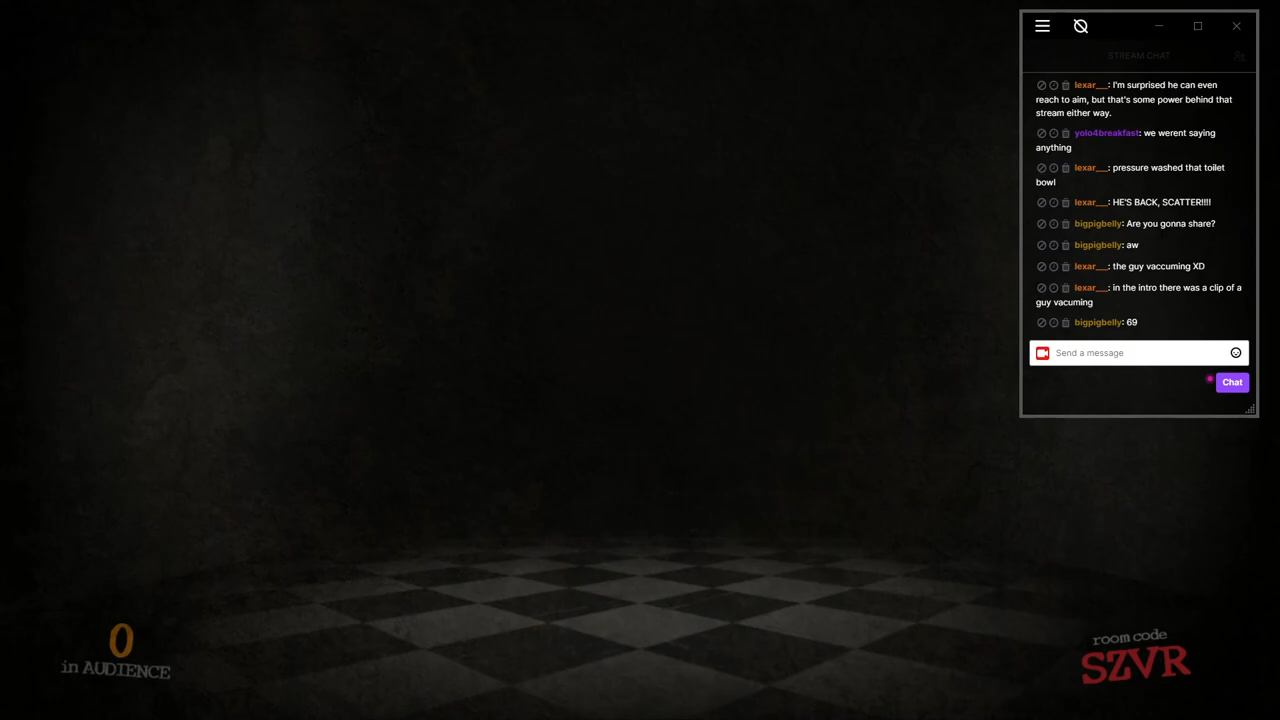 STREAM CHAT
lexar___: I'm surprised he can even
reach to aim, but that's some power behind that
stream either way.
yolo4breakfast: we werent saying
anything
lexar___: pressure washed that toilet
bowl
lexar___: HE'S BACK, SCATTER!!!!
bigpigbelly: Are you gonna share?
bigpigbelly: aw
lexar___: the guy vaccuming XD
lexar___: in the intro there was a clip of a
guy vacuming
bigpigbelly: 69
Send a message
Chat
0
in AUDIENCE
room code
SZVR